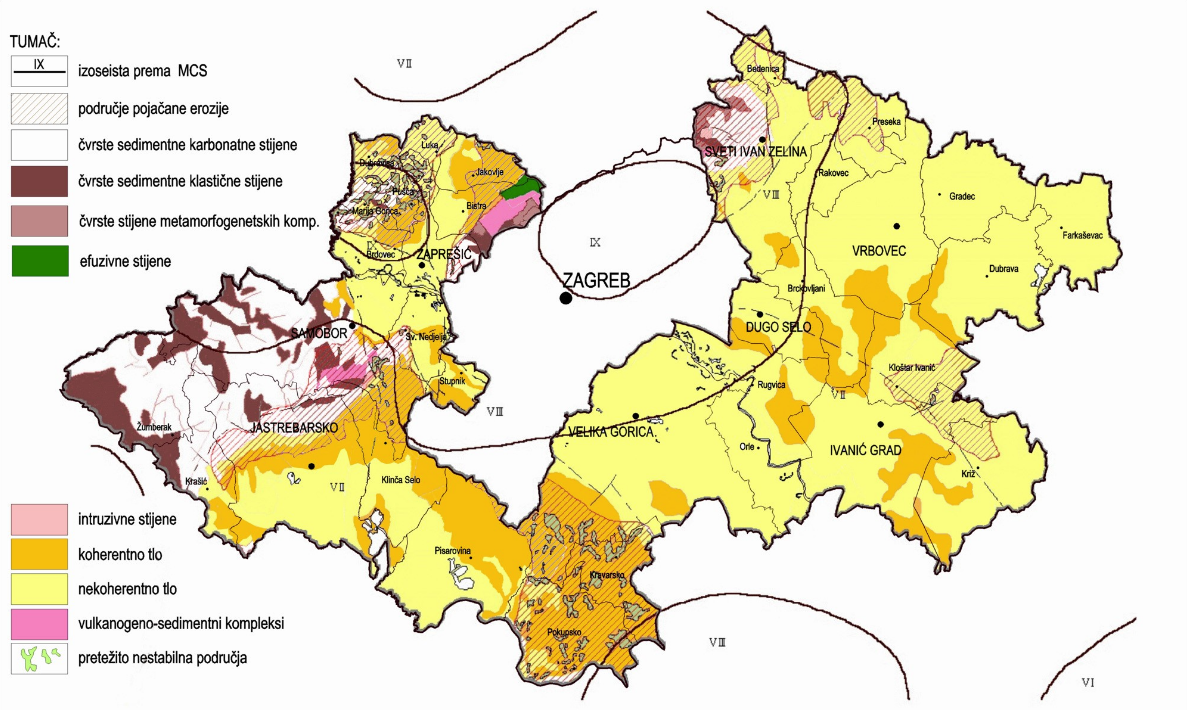 TUMAČ:
IX
izoseista prema MCS
područje pojačane erozije
čvrste sedimentne karbonatne stijene
čvrste sedimentne klastične stijene
čvrste stijene metamorfogenetskih komp.
efuzivne stijene
intruzivne stijene
koherentno tlo
nekoherentno tlo
vulkanogeno-sedimentni kompleksi
pretežito nestabilna područja
VII
Bedenica
Preseka
Luka
Dubravica
SVETI IVAN ZELINA
Jakovlje
Rakovec
Pušća
VIII
Gradec
Marija Gorica
Bistra
Farkaševac
IX
VRBOVEC
Brdovec
ZAPREŠIĆ
Dubrava
ZAGREB
Brckovljani
DUGO SELO
SAMOBOR
Sv. Nedjelja
Kloštar Ivanić
Stupnik
Rugvica
VII
VIII
Žumberak
JASTREBARSKO
VELIKA GORICA
Orle
IVANIĆ GRAD
Križ
Krašić
VII
Klinča Selo
Pisarovina
Kravarsko
Pokupsko
VIII
VI